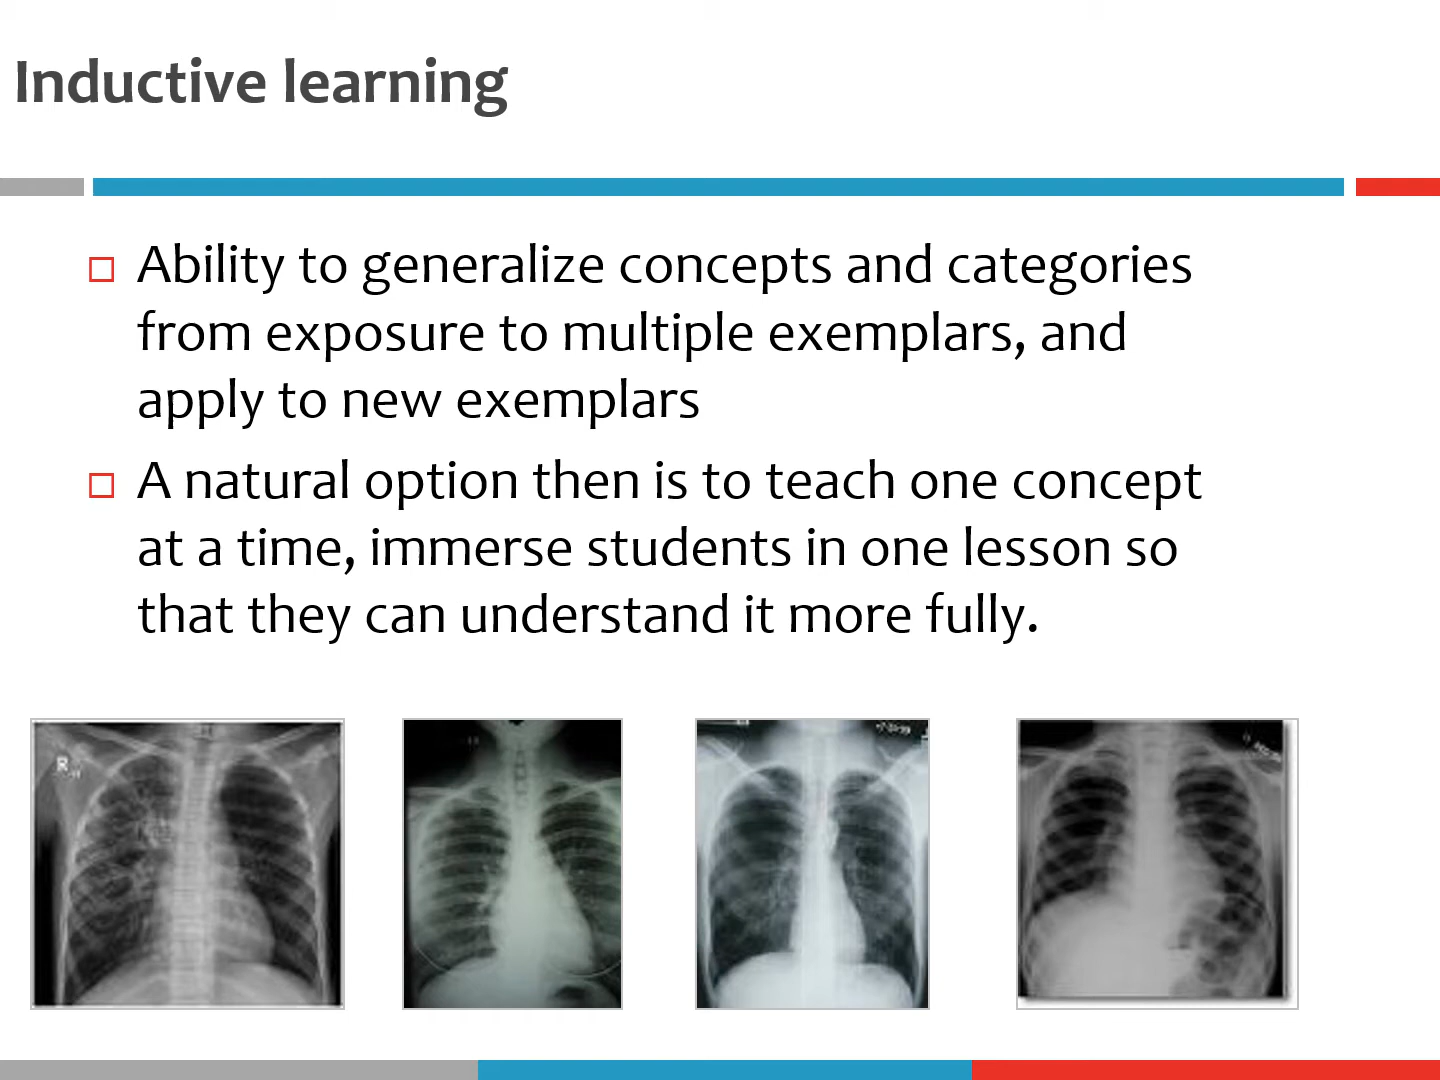 Inductive learning
Ability to generalize concepts and categories
from exposure to multiple exemplars, and
apply to new exemplars
A natural option then is to teach one concept
at a time, immerse students in one lesson so
that they can understand it more fully.
R